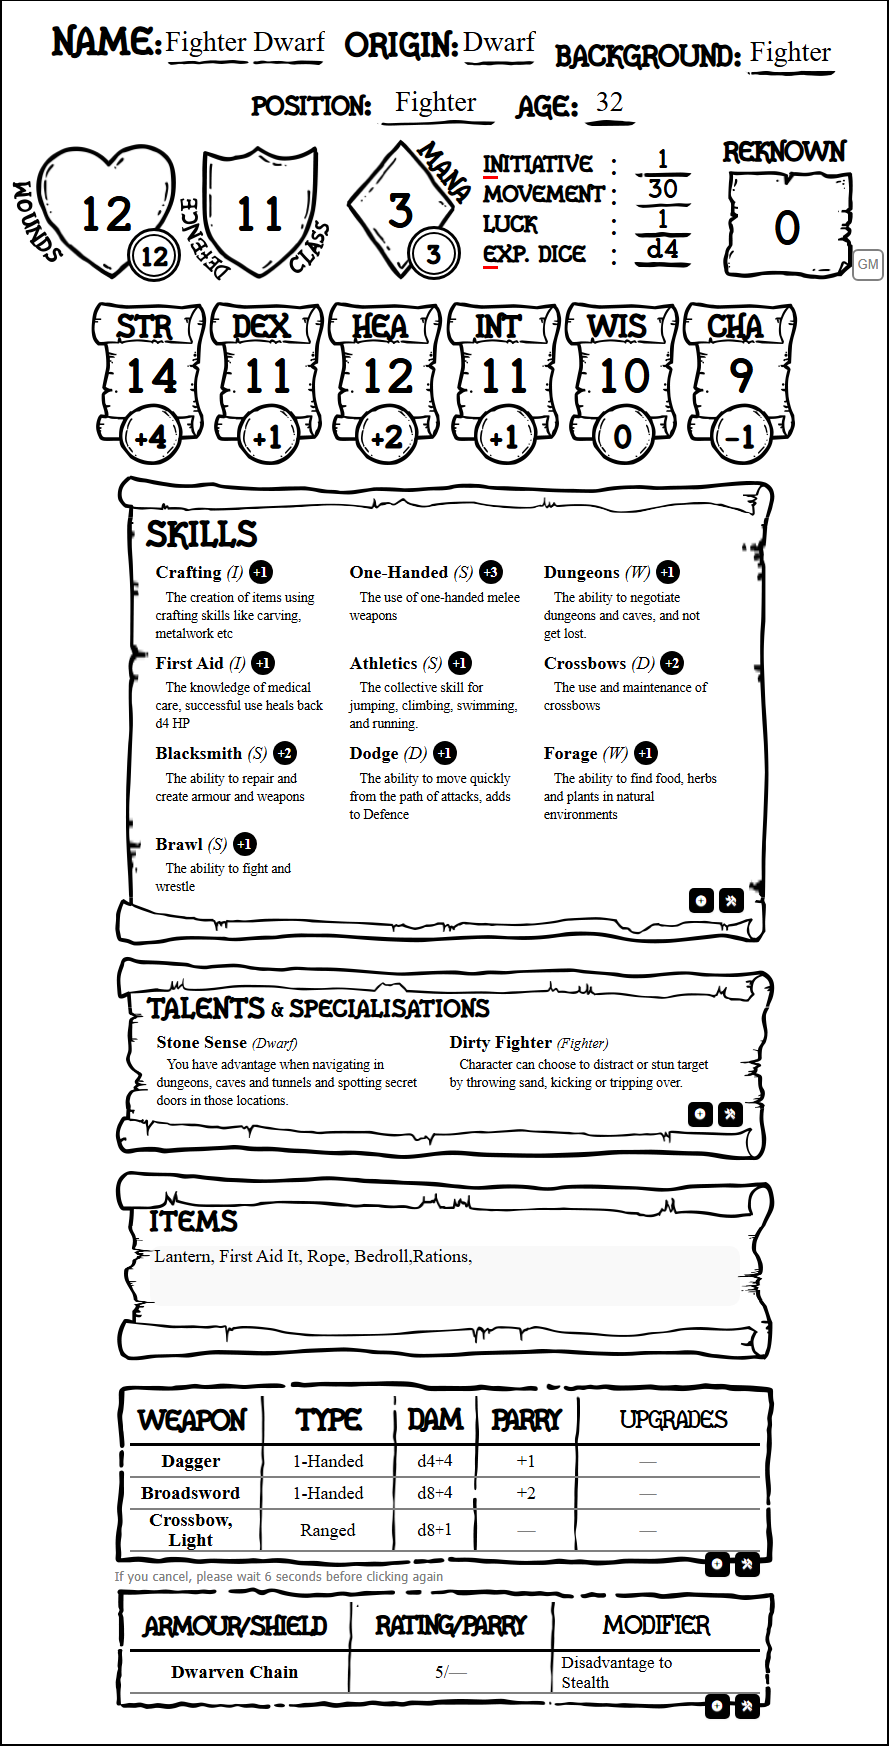 NAME: Fighter Dwarf ORIGIN: Dwarf BACKGROUND: Fighter
POSITION: Fighter AGE: 32
WOUNDS 12 12
DEFENCE CLASS 11
MANA 3 3
INITIATIVE : 1
MOVEMENT : 30
LUCK : 1
EXP. DICE : d4
REKNOWN
0
GM
STR DEX HEA INT WIS CHA
14 11 12 11 10 9
+4 +1 +2 +1 0 -1
SKILLS
Crafting (I) +1
The creation of items using
crafting skills like carving,
metalwork etc
One-Handed (S) +3
The use of one-handed melee
weapons
Dungeons (W) +1
The ability to negotiate
dungeons and caves, and not
get lost.
First Aid (I) +1
The knowledge of medical
care, successful use heals back
d4 HP
Athletics (S) +1
The collective skill for
jumping, climbing, swimming,
and running.
Crossbows (D) +2
The use and maintenance of
crossbows
Blacksmith (S) +2
The ability to repair and
create armour and weapons
Dodge (D) +1
The ability to move quickly
from the path of attacks, adds
to Defence
Forage (W) +1
The ability to find food, herbs
and plants in natural
environments
Brawl (S) +1
The ability to fight and
wrestle
TALENTS & SPECIALISATIONS
Stone Sense (Dwarf)
You have advantage when navigating in
dungeons, caves and tunnels and spotting secret
doors in those locations.
Dirty Fighter (Fighter)
Character can choose to distract or stun target
by throwing sand, kicking or tripping over.
ITEMS
Lantern, First Aid It, Rope, Bedroll,Rations,
WEAPON TYPE DAM PARRY UPGRADES
Dagger 1-Handed d4+4 +1 —
Broadsword 1-Handed d8+4 +2 —
Crossbow,
Light Ranged d8+1 — —
If you cancel, please wait 6 seconds before clicking again
ARMOUR/SHIELD RATING/PARRY MODIFIER
Dwarven Chain 5/— Disadvantage to
Stealth